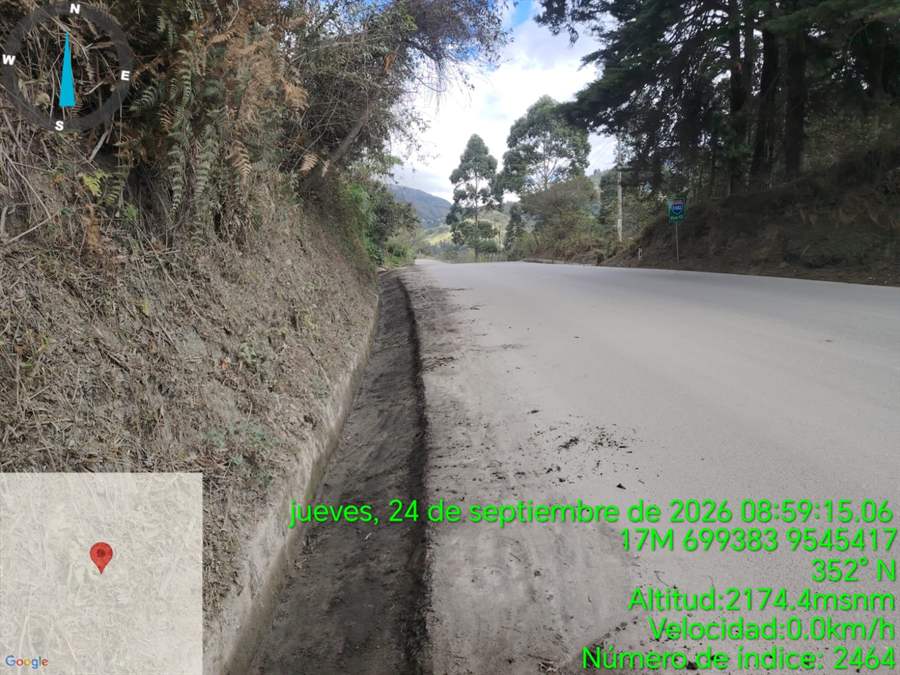 N
W
E
S
jueves, 24 de septiembre de 2026 08:59:15.06
17M 699383 9545417
352° N
Altitud:2174.4msnm
Velocidad:0.0km/h
Número de índice: 2464
Google